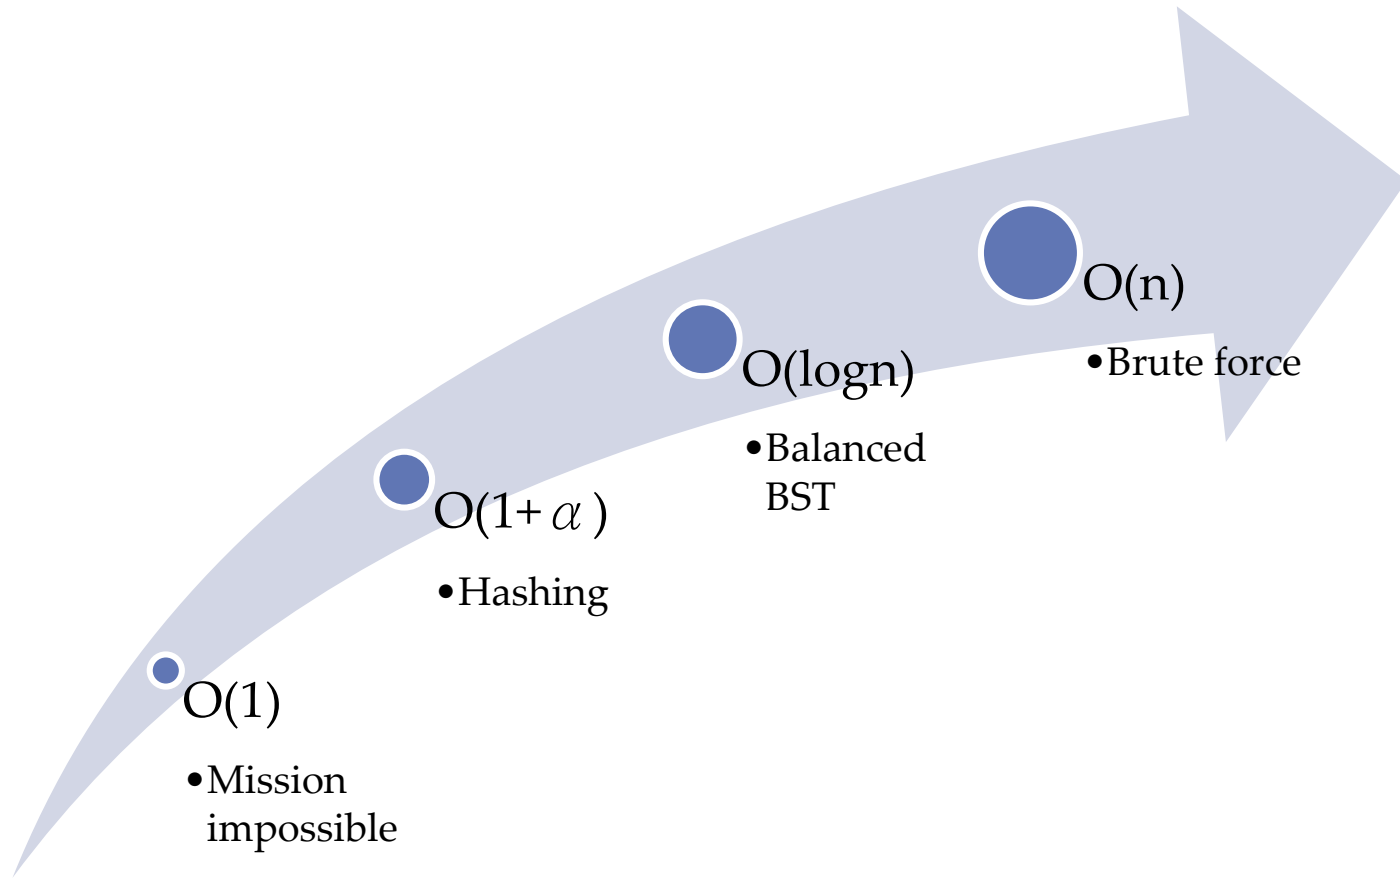 O(1)
•Mission
impossible
O(1+α)
•Hashing
O(logn)
•Balanced
BST
O(n)
•Brute force